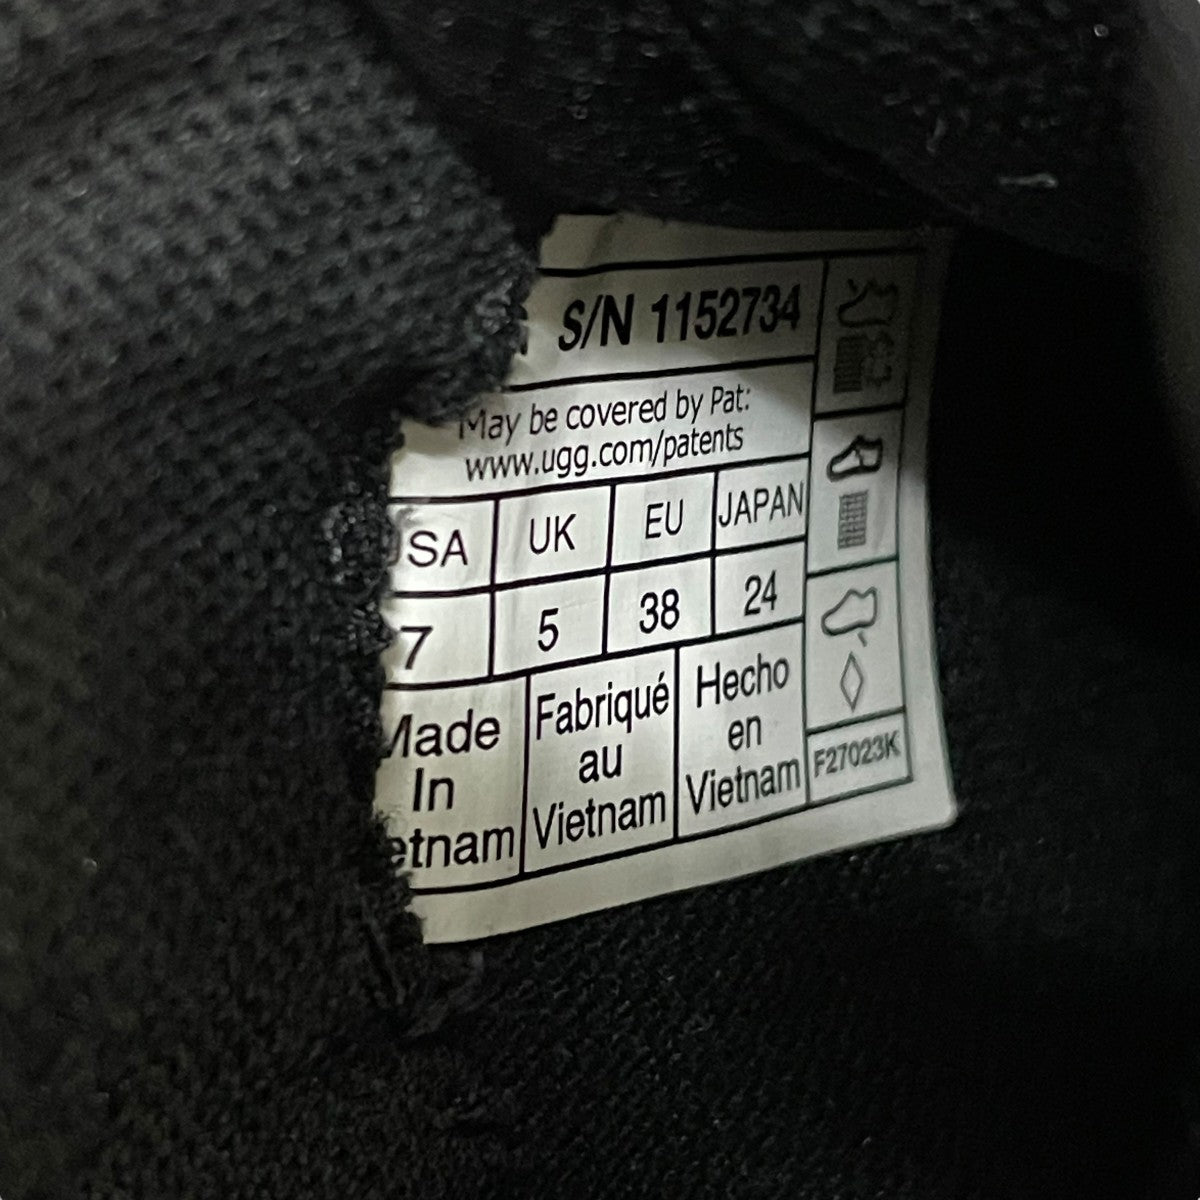 S/N 1152734
May be covered by Pat:
www.ugg.com/patents
USA UK EU JAPAN
7 5 38 24
Made
In
etnam
Fabriqué
au
Vietnam
Hecho
en
Vietnam
F27023K